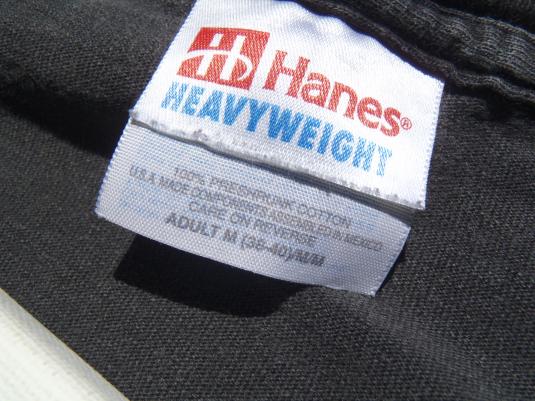 Hanes®
HEAVYWEIGHT
100% PRESHRUNK COTTON
U.S.A. MADE COMPONENTS ASSEMBLED IN MEXICO
CARE ON REVERSE
ADULT M (38-40)/M/M